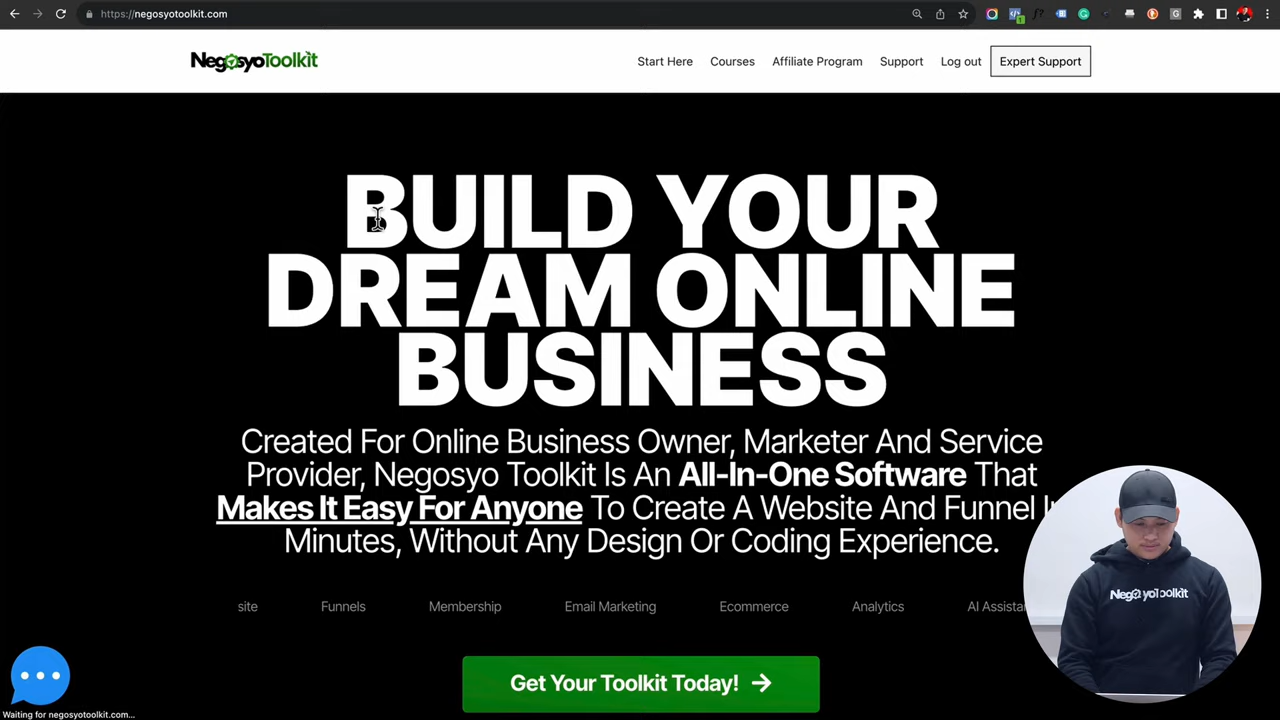 https://negosyotoolkit.com
NegosyoToolkit
Start Here
Courses
Affiliate Program
Support
Log out
Expert Support
BUILD YOUR
DREAM ONLINE
BUSINESS
Created For Online Business Owner, Marketer And Service
Provider, Negosyo Toolkit Is An All-In-One Software That
Makes It Easy For Anyone To Create A Website And Funnel
Minutes, Without Any Design Or Coding Experience.
site
Funnels
Membership
Email Marketing
Ecommerce
Analytics
AI Assistan
NegosyoToolkit
Get Your Toolkit Today!
Waiting for negosyotoolkit.com...